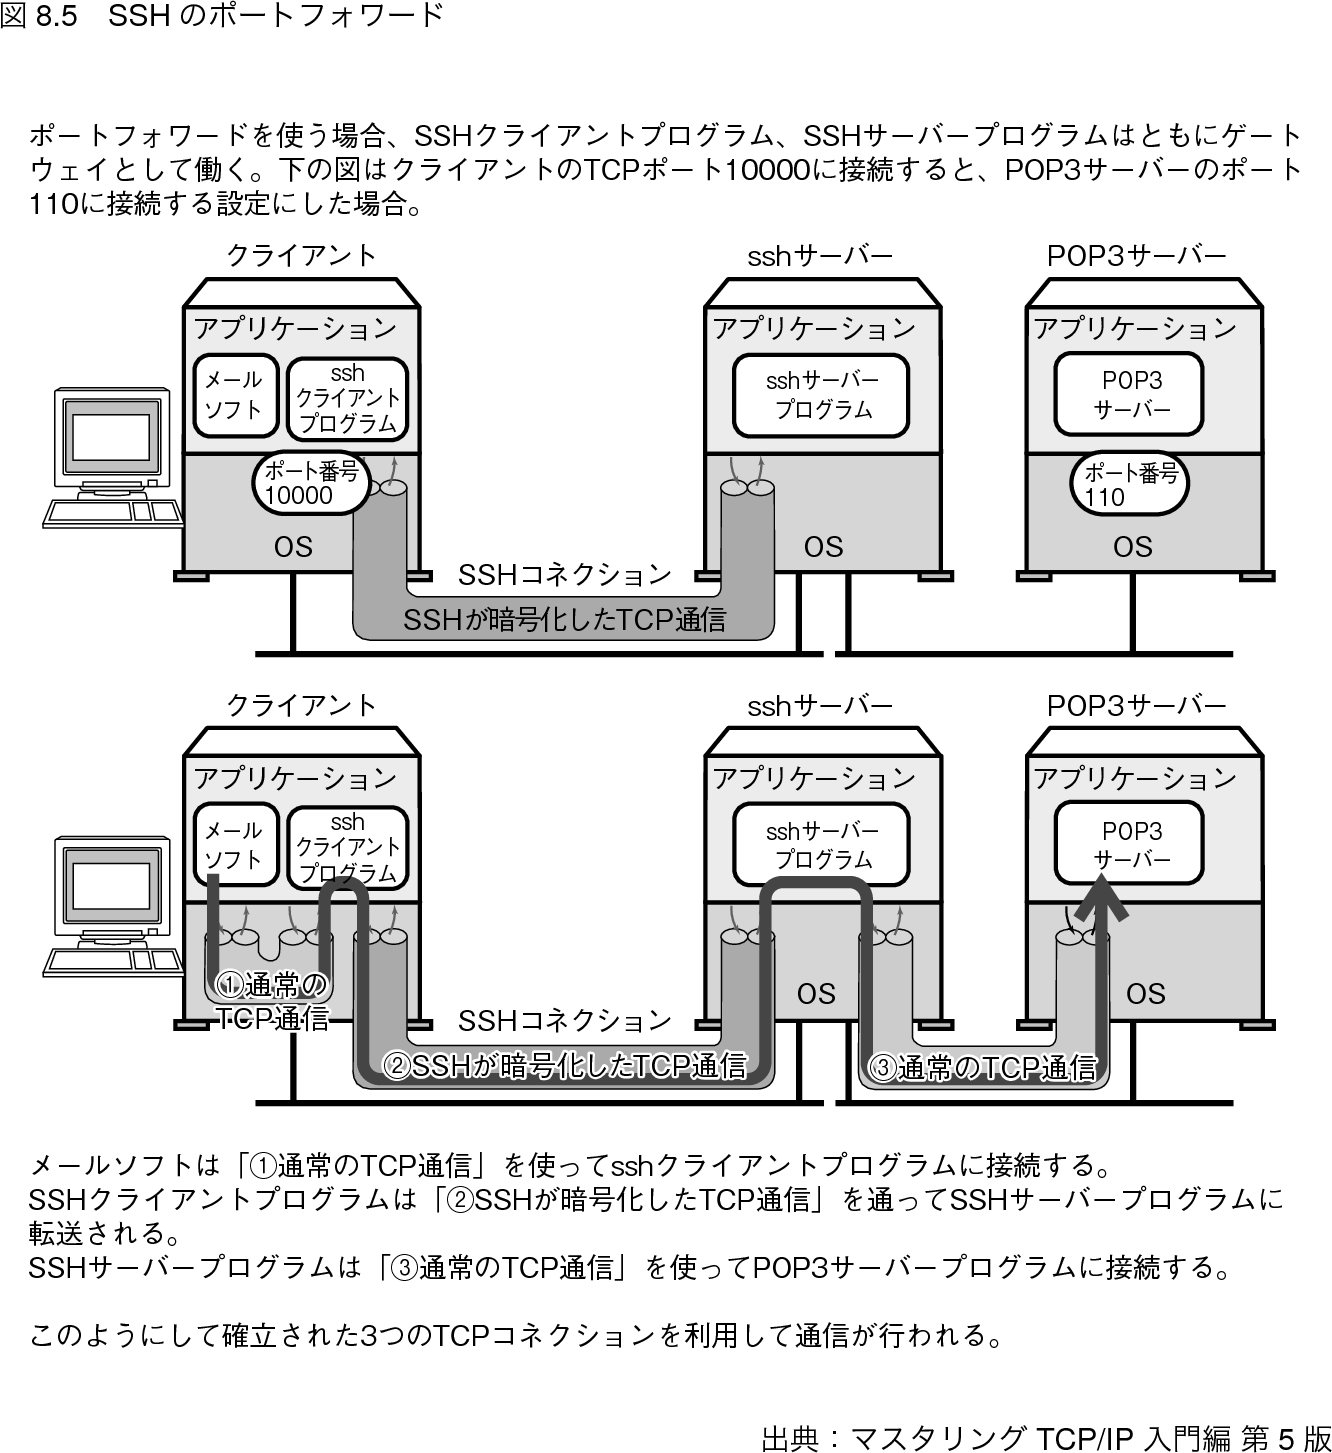 図 8.5 SSH のポートフォワード
ポートフォワードを使う場合、SSHクライアントプログラム、SSHサーバープログラムはともにゲート
ウェイとして働く。下の図はクライアントのTCPポート10000に接続すると、POP3サーバーのポート
110に接続する設定にした場合。
クライアント
sshサーバー
POP3サーバー
アプリケーション
アプリケーション
アプリケーション
メール
ソフト
ssh
クライアント
プログラム
sshサーバー
プログラム
POP3
サーバー
ポート番号
10000
ポート番号
110
OS
OS
OS
SSHコネクション
SSHが暗号化したTCP通信
クライアント
sshサーバー
POP3サーバー
アプリケーション
アプリケーション
アプリケーション
メール
ソフト
ssh
クライアント
プログラム
sshサーバー
プログラム
POP3
サーバー
①通常の
TCP通信
OS
OS
SSHコネクション
②SSHが暗号化したTCP通信
③通常のTCP通信
メールソフトは「①通常のTCP通信」を使ってsshクライアントプログラムに接続する。
SSHクライアントプログラムは「②SSHが暗号化したTCP通信」を通ってSSHサーバープログラムに
転送される。
SSHサーバープログラムは「③通常のTCP通信」を使ってPOP3サーバープログラムに接続する。
このようにして確立された3つのTCPコネクションを利用して通信が行われる。
出典：マスタリング TCP/IP 入門編 第 5 版